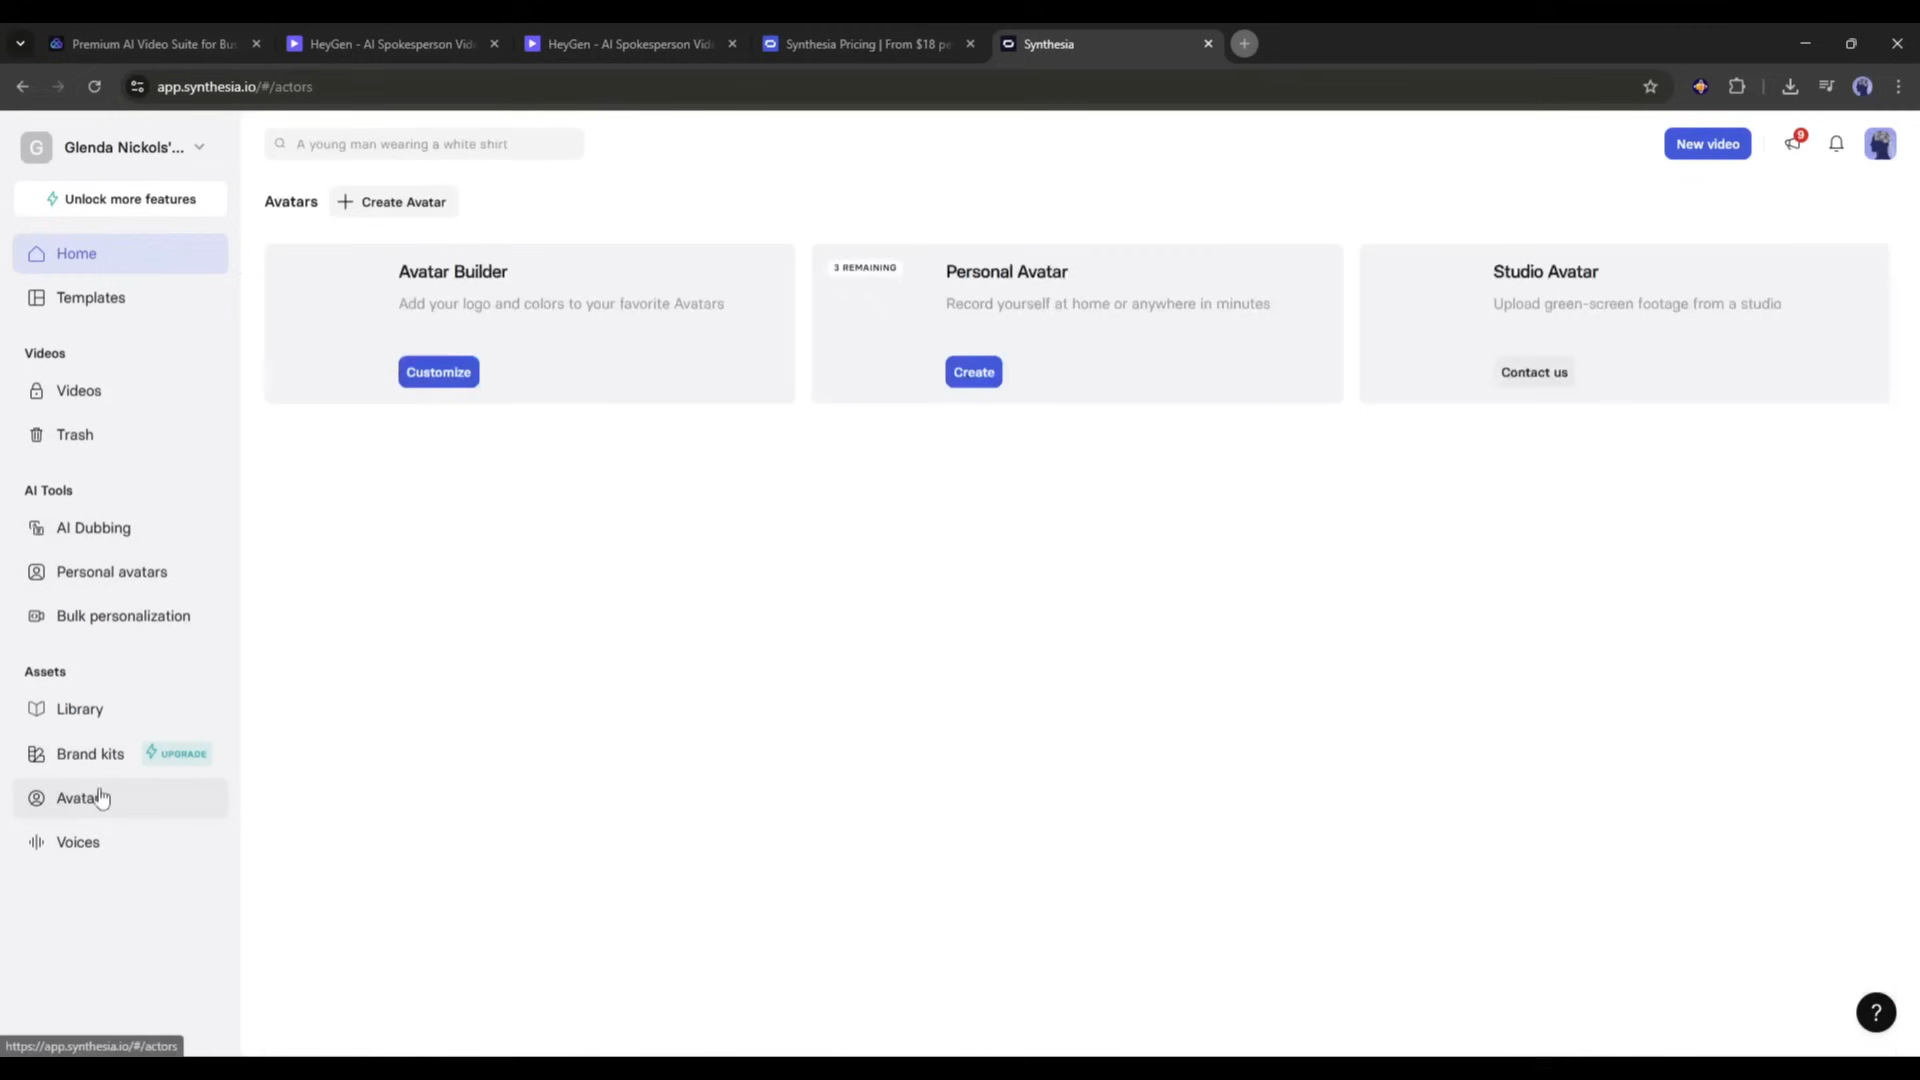 Premium AI Video Suite for Bus
HeyGen - AI Spokesperson Vid
HeyGen - AI Spokesperson Vid
Synthesia Pricing | From $18 pe
Synthesia
app.synthesia.io/#/actors
G
Glenda Nickols'...
A young man wearing a white shirt
New video
9
Unlock more features
Avatars
Create Avatar
Home
Templates
Avatar Builder
Add your logo and colors to your favorite Avatars
Customize
3 REMAINING
Personal Avatar
Record yourself at home or anywhere in minutes
Create
Studio Avatar
Upload green-screen footage from a studio
Contact us
Videos
Videos
Trash
AI Tools
AI Dubbing
Personal avatars
Bulk personalization
Assets
Library
Brand kits
UPGRADE
Avata
Voices
?
https://app.synthesia.io/#/actors